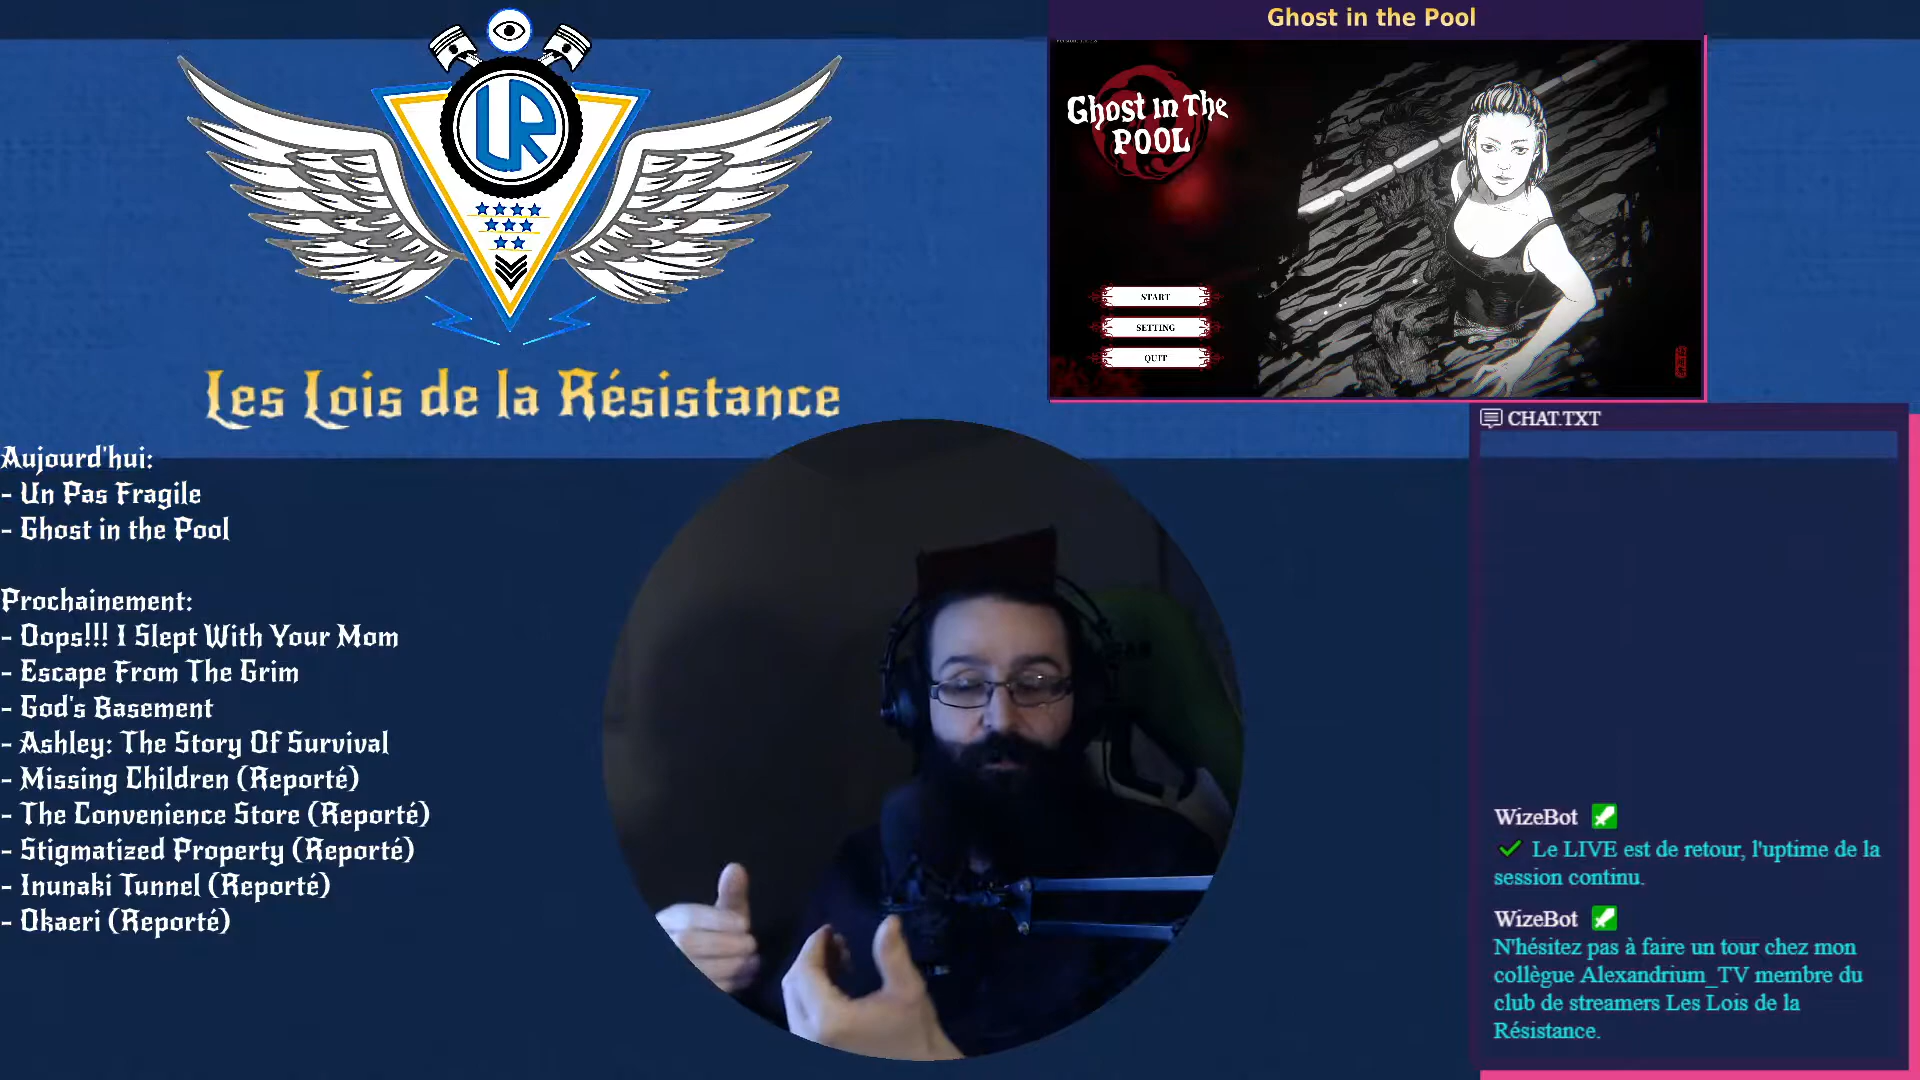 LR
Les Lois de la Résistance
Aujourd'hui:
- Un Pas Fragile
- Ghost in the Pool
Prochainement:
- Oops!!! I Slept With Your Mom
- Escape From The Grim
- God's Basement
- Ashley: The Story Of Survival
- Missing Children (Reporté)
- The Convenience Store (Reporté)
- Stigmatized Property (Reporté)
- Inunaki Tunnel (Reporté)
- Okaeri (Reporté)
Ghost in the Pool
Ghost In The
POOL
START
SETTING
QUIT
CHAT.TXT
WizeBot
Le LIVE est de retour, l'uptime de la
session continu.
WizeBot
N'hésitez pas à faire un tour chez mon
collègue Alexandrium_TV membre du
club de streamers Les Lois de la
Résistance.